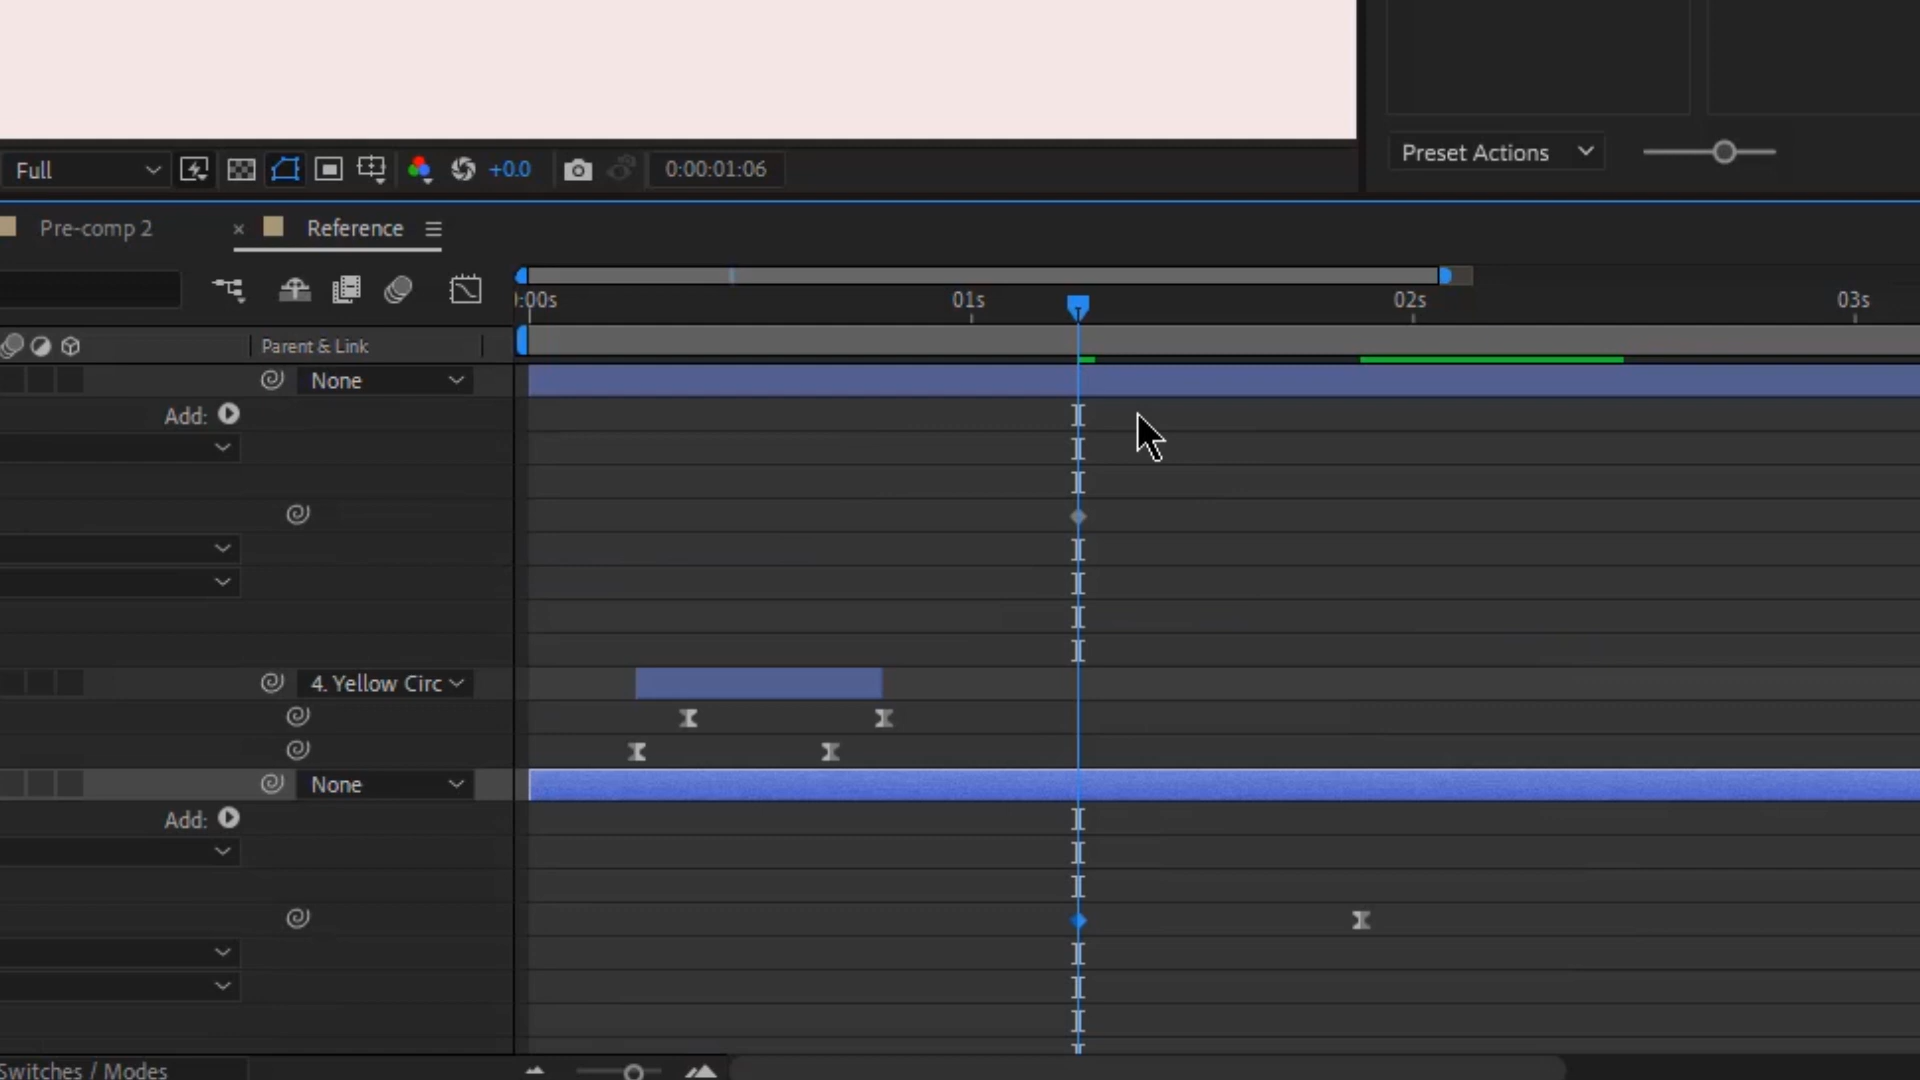 Full
+0.0
0:00:01:06
Preset Actions
Pre-comp 2
× Reference
:00s
01s
02s
03s
Parent & Link
None
Add:
4. Yellow Circ
None
Add:
Switches / Modes